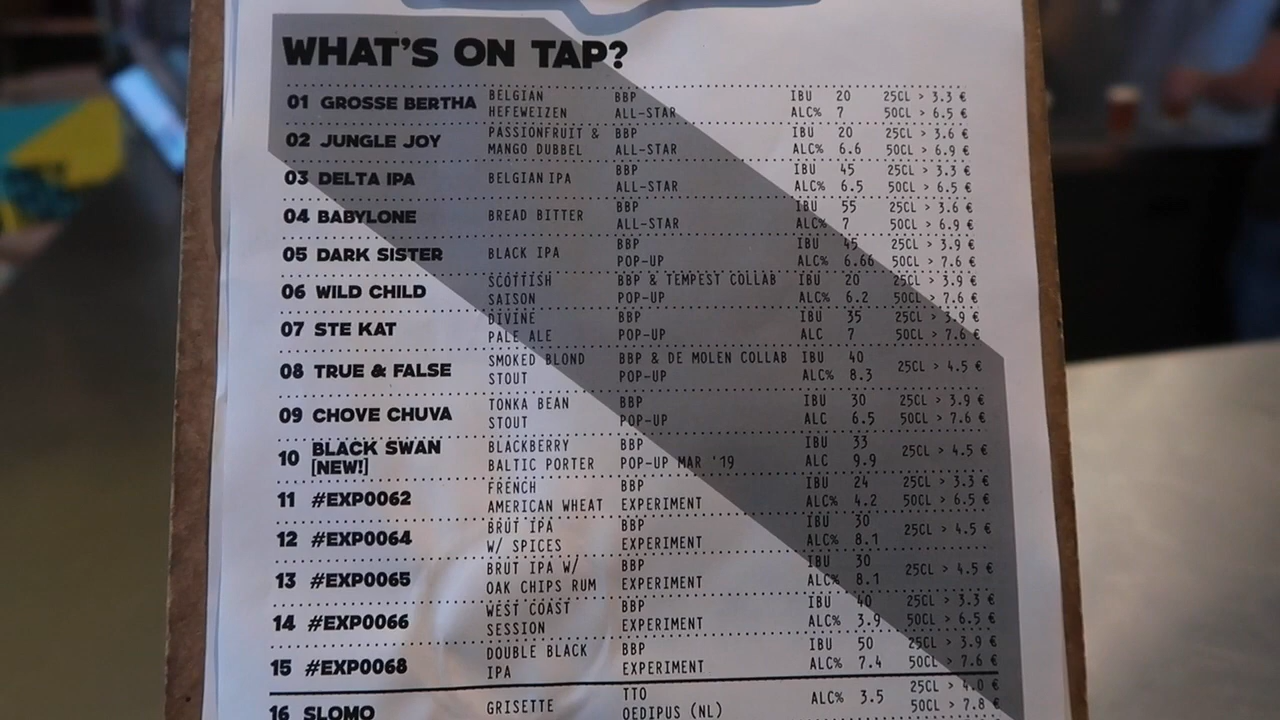 WHAT'S ON TAP?
01 GROSSE BERTHA BELGIAN HEFEWEIZEN BBP ALL-STAR IBU 20 ALC% 7 25CL > 3.3 € 50CL > 6.5 €
02 JUNGLE JOY PASSIONFRUIT & MANGO DUBBEL BBP ALL-STAR IBU 20 ALC% 6.6 25CL > 3.6 € 50CL > 6.9 €
03 DELTA IPA BELGIAN IPA BBP ALL-STAR IBU 45 ALC% 6.5 25CL > 3.3 € 50CL > 6.5 €
04 BABYLONE BREAD BITTER BBP ALL-STAR IBU 55 ALC% 7 25CL > 3.6 € 50CL > 6.9 €
05 DARK SISTER BLACK IPA BBP POP-UP IBU 45 ALC% 6.66 25CL > 3.9 € 50CL > 7.6 €
06 WILD CHILD SCOTTISH SAISON BBP & TEMPEST COLLAB POP-UP IBU 20 ALC% 6.2 25CL > 3.9 € 50CL > 7.6 €
07 STE KAT DIVINE PALE ALE BBP POP-UP IBU 35 ALC 7 25CL > 3.9 € 50CL > 7.6 €
08 TRUE & FALSE SMOKED BLOND STOUT BBP & DE MOLEN COLLAB POP-UP IBU 40 ALC% 8.3 25CL > 4.5 €
09 CHOVE CHUVA TONKA BEAN STOUT BBP POP-UP IBU 30 ALC 6.5 25CL > 3.9 € 50CL > 7.6 €
10 BLACK SWAN [NEW!] BLACKBERRY BALTIC PORTER BBP POP-UP MAR '19 IBU 33 ALC 9.9 25CL > 4.5 €
11 #EXP0062 FRENCH AMERICAN WHEAT BBP EXPERIMENT IBU 24 ALC% 4.2 25CL > 3.3 € 50CL > 6.5 €
12 #EXP0064 BRUT IPA W/ SPICES BBP EXPERIMENT IBU 30 ALC% 8.1 25CL > 4.5 €
13 #EXP0065 BRUT IPA W/ OAK CHIPS RUM BBP EXPERIMENT IBU 30 ALC% 8.1 25CL > 4.5 €
14 #EXP0066 WEST COAST SESSION BBP EXPERIMENT IBU 40 ALC% 3.9 25CL > 3.3 € 50CL > 6.5 €
15 #EXP0068 DOUBLE BLACK IPA BBP EXPERIMENT IBU 50 ALC% 7.4 25CL > 3.9 € 50CL > 7.6 €
16 SLOMO GRISETTE TTO OEDIPUS (NL) ALC% 3.5 25CL > 4.0 € 50CL > 7.8 €